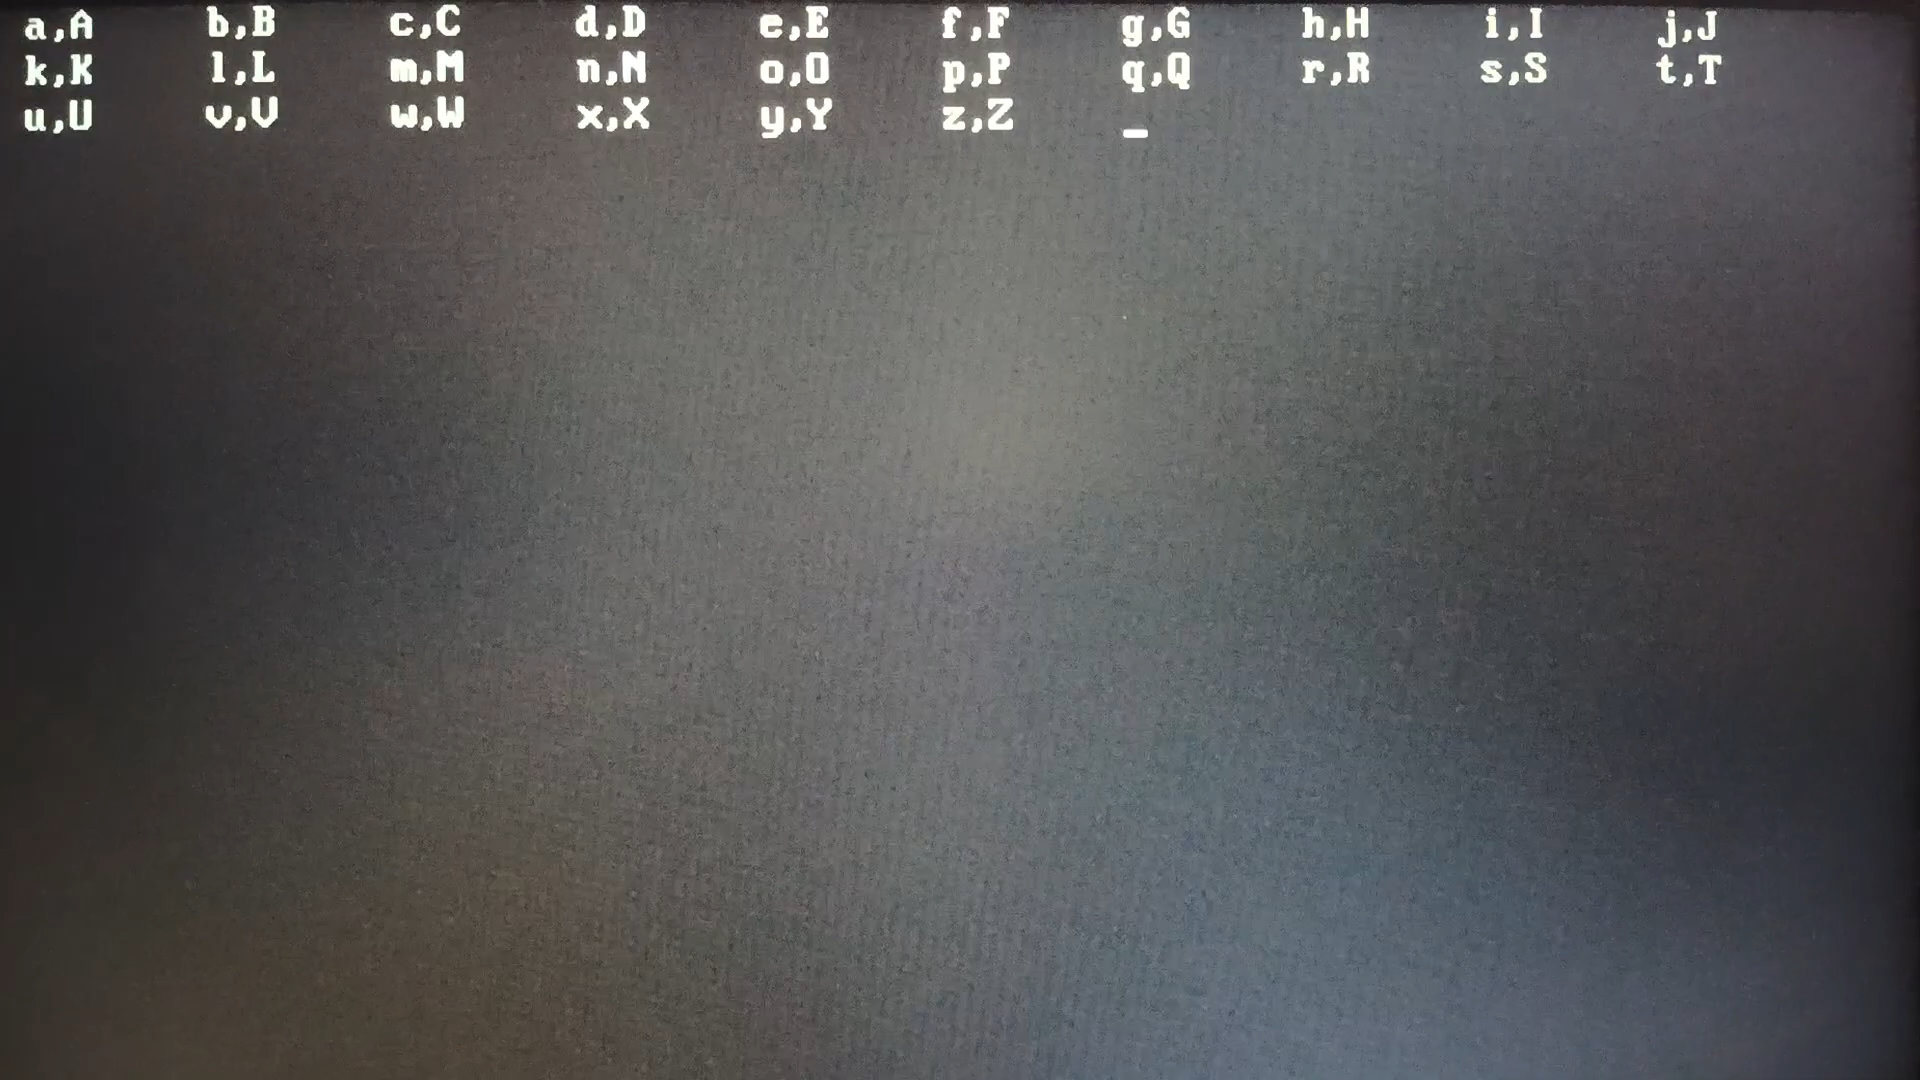 a,A b,B c,C d,D e,E f,F g,G h,H i,I j,J
k,K l,L m,M n,N o,O p,P q,Q r,R s,S t,T
u,U v,V w,W x,X y,Y z,Z _